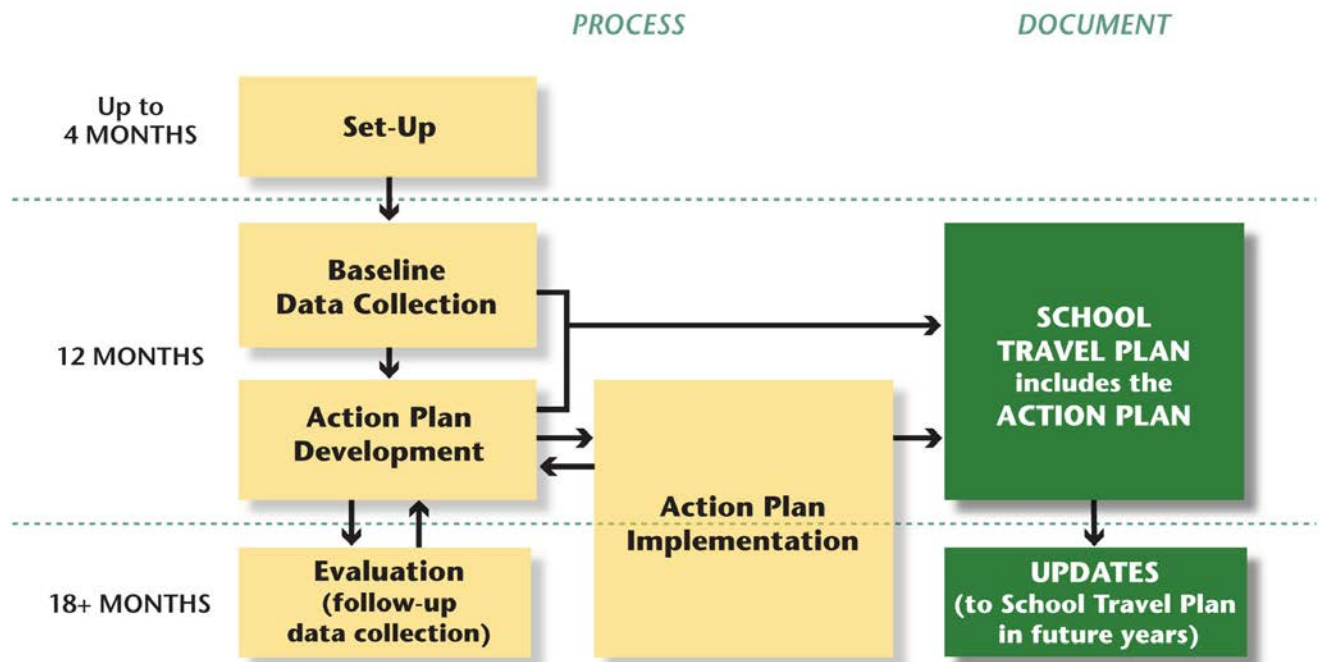 PROCESS
DOCUMENT
Up to
4 MONTHS
Set-Up
12 MONTHS
Baseline
Data Collection
Action Plan
Development
Action Plan
Implementation
SCHOOL
TRAVEL PLAN
includes the
ACTION PLAN
18+ MONTHS
Evaluation
(follow-up
data collection)
UPDATES
(to School Travel Plan
in future years)